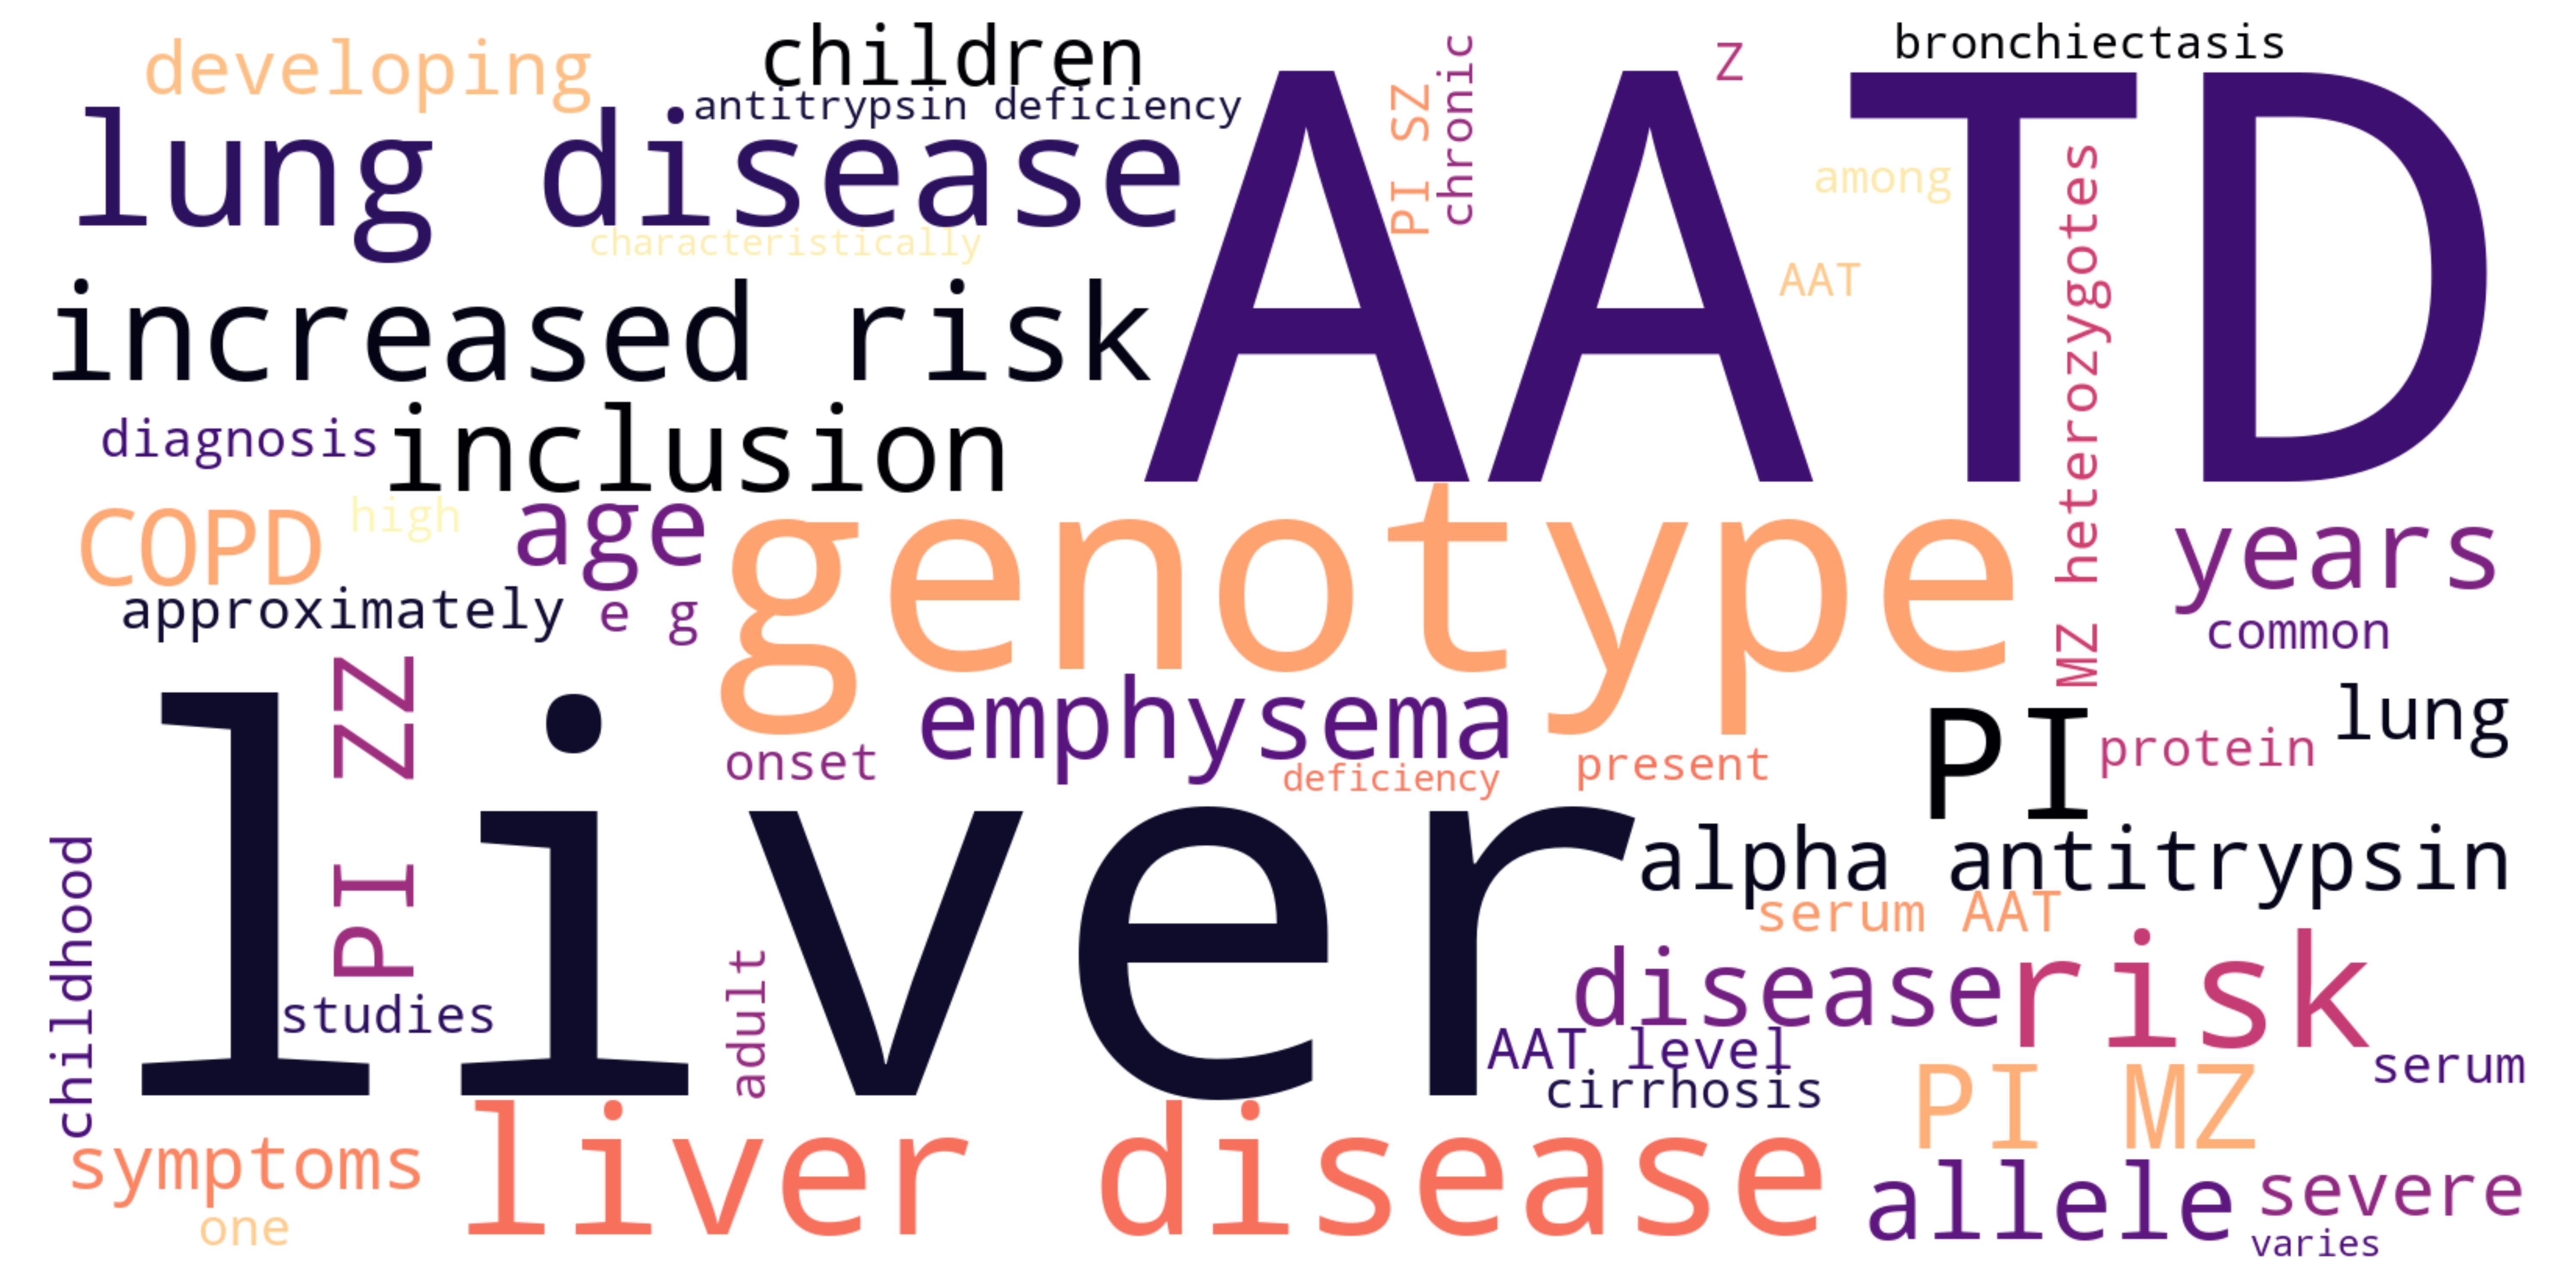 developing
children
antitrypsin deficiency
lung disease
characteristically
increased risk
diagnosis
inclusion
AATD
PI SZ
chronic
Z
bronchiectasis
among
AAT
MZ heterozygotes
COPD
high
age
approximately
e g
genotype
years
common
PI ZZ
liver
onset
emphysema
deficiency
present
PI
protein
lung
alpha antitrypsin
serum AAT
childhood
studies
adult
disease
risk
AAT level
cirrhosis
serum
PI MZ
symptoms
one
liver disease
allele
severe
varies